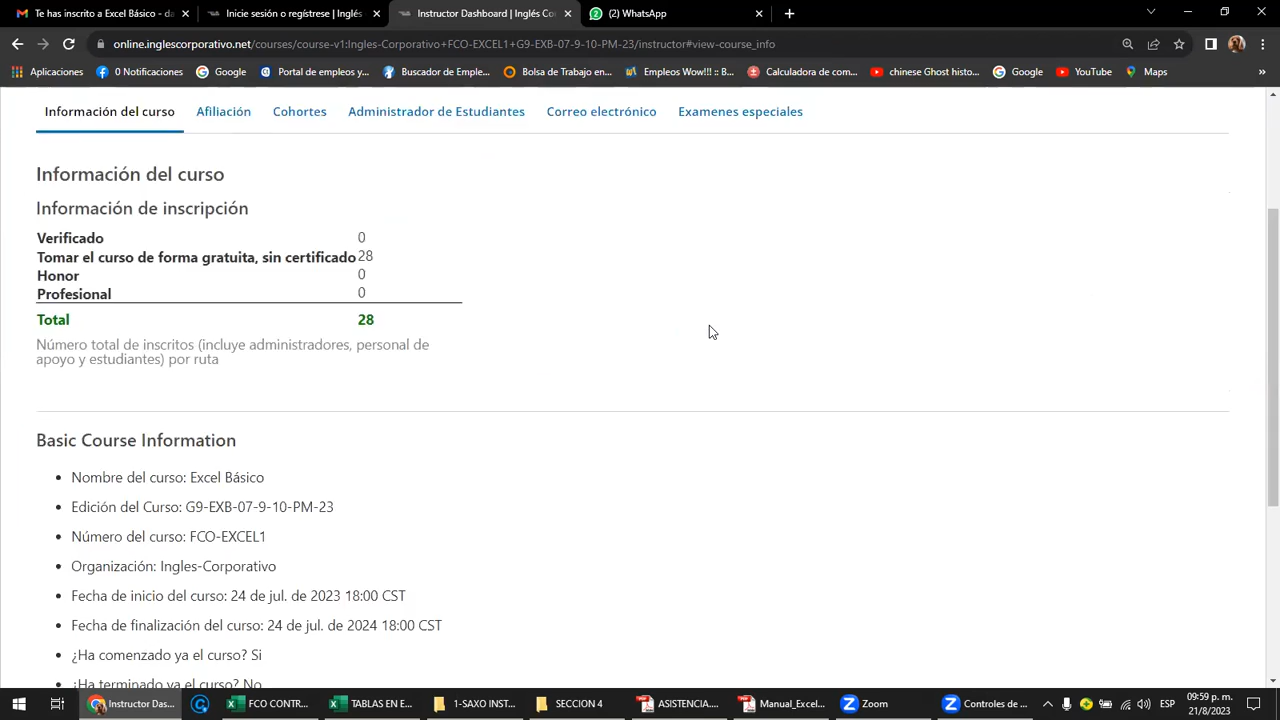 Te has inscrito a Excel Básico - da
Inicie sesión o regístrese | Inglés
Instructor Dashboard | Inglés Co
(2) WhatsApp
online.inglescorporativo.net/courses/course-v1:Ingles-Corporativo+FCO-EXCEL1+G9-EXB-07-9-10-PM-23/instructor#view-course_info
Aplicaciones
0 Notificaciones
Google
Portal de empleos y...
Buscador de Emple...
Bolsa de Trabajo en...
Empleos Wow!!! :: B...
Calculadora de com...
chinese Ghost histo...
Google
YouTube
Maps
»
Información del curso
Afiliación
Cohortes
Administrador de Estudiantes
Correo electrónico
Examenes especiales
Información del curso
Información de inscripción
Verificado 0
Tomar el curso de forma gratuita, sin certificado 28
Honor 0
Profesional 0
Total 28
Número total de inscritos (incluye administradores, personal de
apoyo y estudiantes) por ruta
Basic Course Information
• Nombre del curso: Excel Básico
• Edición del Curso: G9-EXB-07-9-10-PM-23
• Número del curso: FCO-EXCEL1
• Organización: Ingles-Corporativo
• Fecha de inicio del curso: 24 de jul. de 2023 18:00 CST
• Fecha de finalización del curso: 24 de jul. de 2024 18:00 CST
• ¿Ha comenzado ya el curso? Si
• ¿Ha terminado ya el curso? No
Instructor Das...
FCO CONTR...
TABLAS EN E...
1-SAXO INST...
SECCION 4
ASISTENCIA....
Manual_Excel...
Zoom
Controles de ...
ESP
09:59 p. m.
21/8/2023